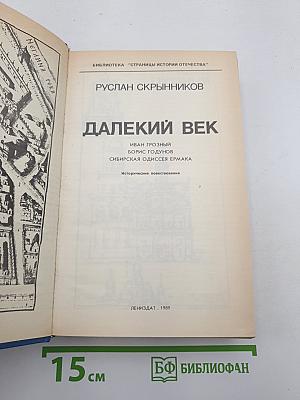 БИБЛИОТЕКА "СТРАНИЦЫ ИСТОРИИ ОТЕЧЕСТВА"
РУСЛАН СКРЫННИКОВ
ДАЛЕКИЙ ВЕК
ИВАН ГРОЗНЫЙ
БОРИС ГОДУНОВ
СИБИРСКАЯ ОДИССЕЯ ЕРМАКА
Исторические повествования
ЛЕНИЗДАТ · 1989
15 см
БФ БИБЛИОФАН